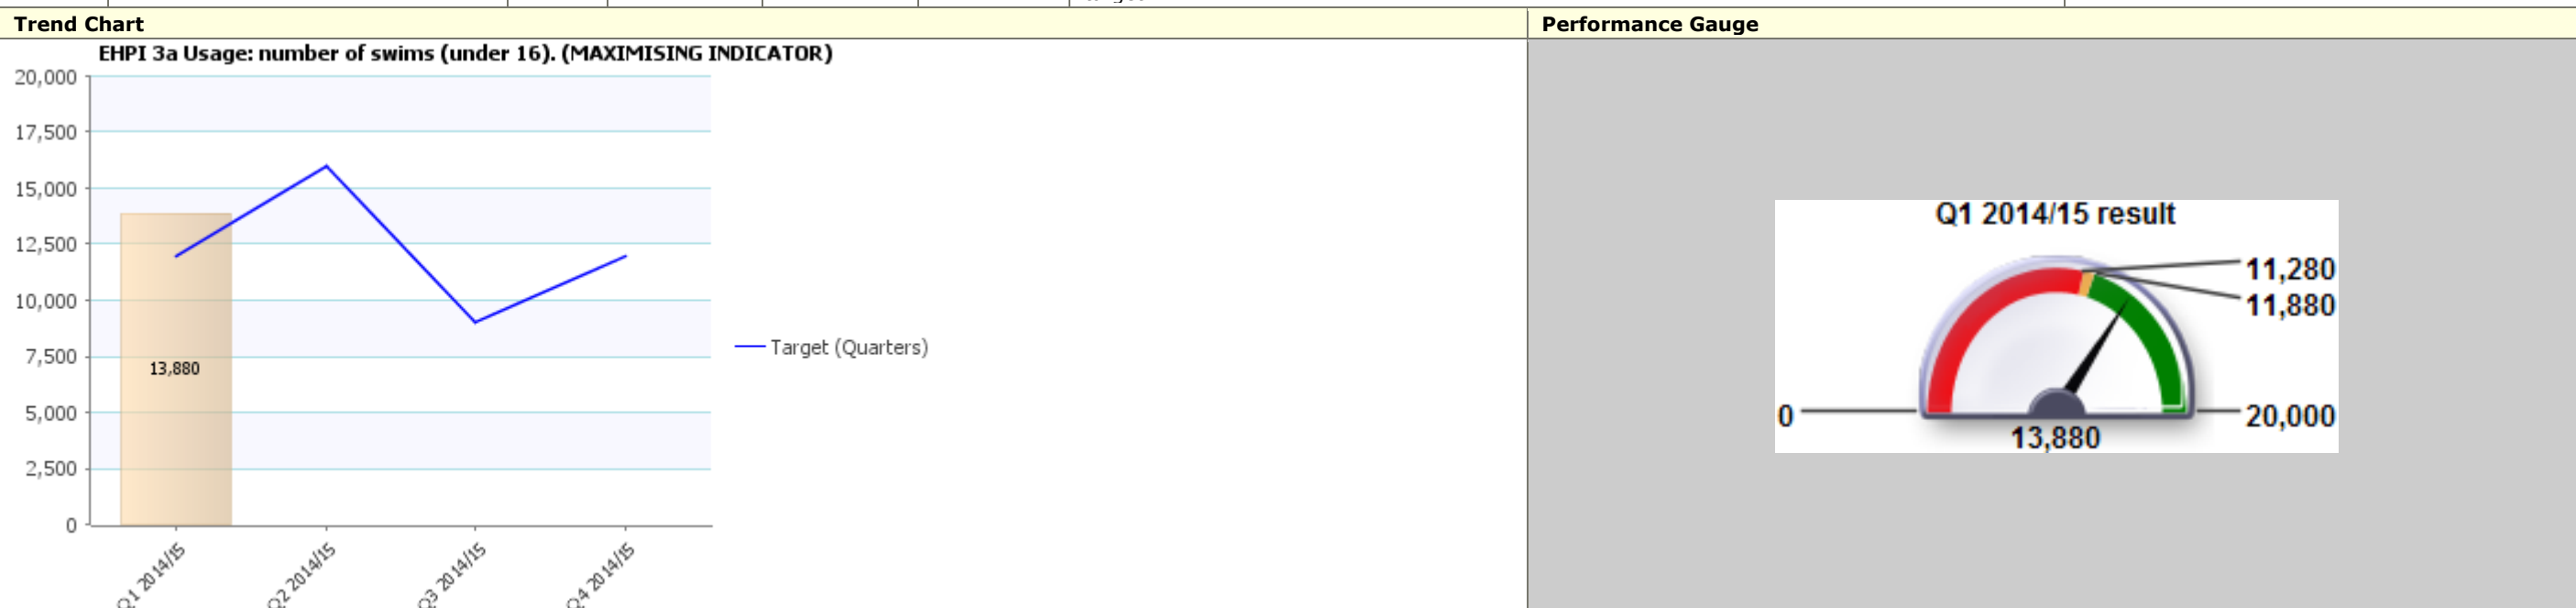 Trend Chart
Performance Gauge
EHPI 3a Usage: number of swims (under 16). (MAXIMISING INDICATOR)
20,000
17,500
15,000
12,500
10,000
7,500
5,000
2,500
0
13,880
Q1 2014/15
Q2 2014/15
Q3 2014/15
Q4 2014/15
Target (Quarters)
Q1 2014/15 result
11,280
11,880
0
20,000
13,880